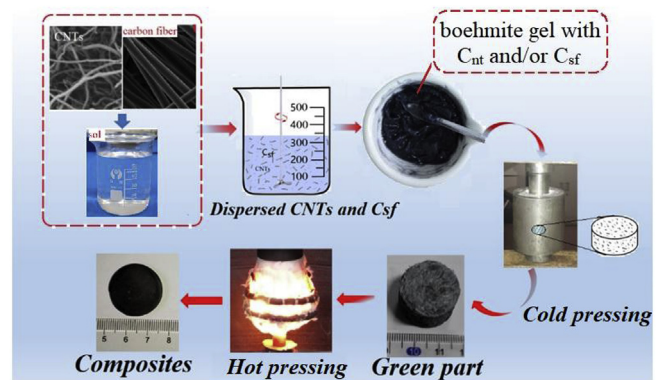 CNTs
carbon fiber
sol
500
400
300
200
100
Csf
CNTs
Dispersed CNTs and Csf
boehmite gel with
Cnt and/or Csf
Cold pressing
10 11 1
Green part
Hot pressing
5 6 7 8
Composites